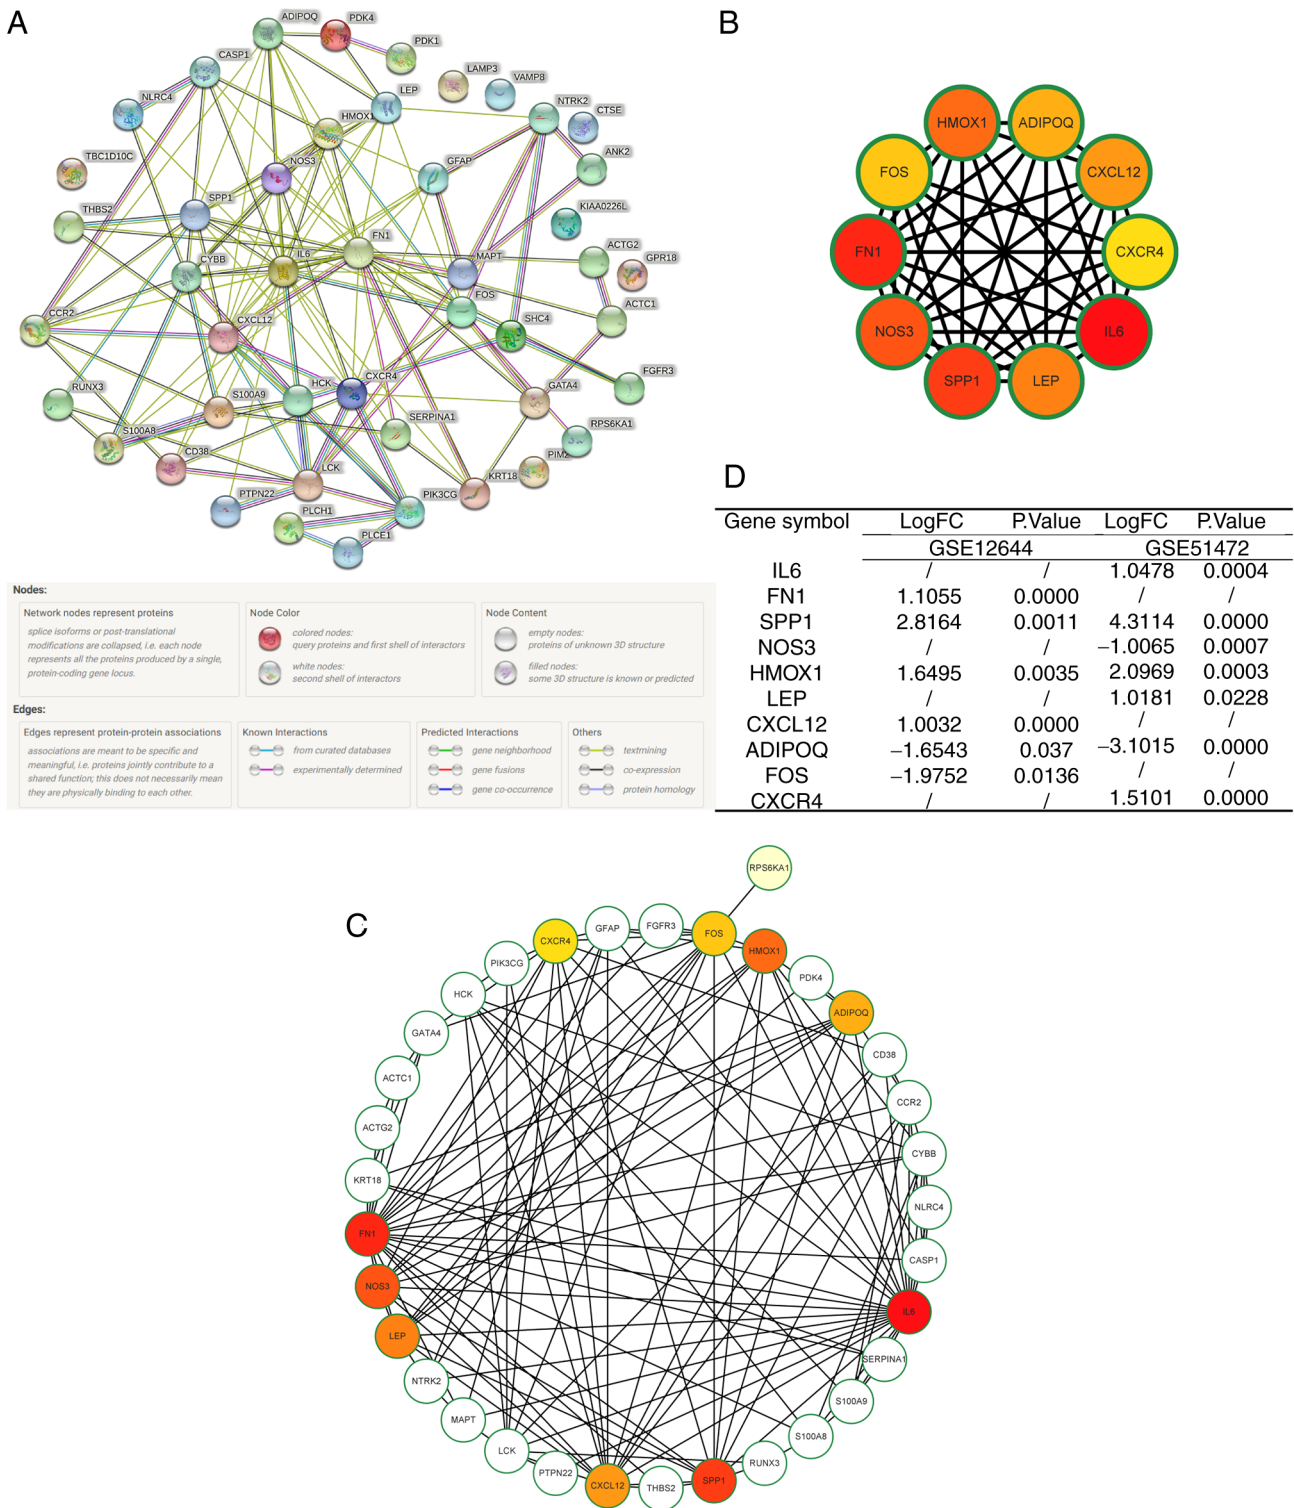 A
ADIPOQ
PDK4
PDK1
CASP1
LAMP3
VAMP8
NLRC4
LEP
NTRK2
CTSE
HMOX1
ANK2
TBC1D10C
NOS3
GFAP
SPP1
KIAA0226L
THBS2
FN1
ACTG2
CYBB
IL6
MAPT
GPR18
FOS
ACTC1
CCR2
CXCL12
SHC4
FGFR3
RUNX3
HCK
CXCR4
GATA4
S100A9
SERPINA1
RPS6KA1
S100A8
CD38
PIM2
LCK
KRT18
PTPN22
PIK3CG
PLCH1
PLCE1
Nodes:
Network nodes represent proteins
splice isoforms or post-translational
modifications are collapsed, i.e. each node
represents all the proteins produced by a single,
protein-coding gene locus.
Node Color
colored nodes:
query proteins and first shell of interactors
white nodes:
second shell of interactors
Node Content
empty nodes:
proteins of unknown 3D structure
filled nodes:
some 3D structure is known or predicted
Edges:
Edges represent protein-protein associations
associations are meant to be specific and
meaningful, i.e. proteins jointly contribute to a
shared function; this does not necessarily mean
they are physically binding to each other.
Known Interactions
from curated databases
experimentally determined
Predicted Interactions
gene neighborhood
gene fusions
gene co-occurrence
Others
textmining
co-expression
protein homology
B
HMOX1
ADIPOQ
FOS
CXCL12
FN1
CXCR4
NOS3
IL6
SPP1
LEP
D
Gene symbol LogFC P.Value LogFC P.Value
GSE12644 GSE51472
IL6 / / 1.0478 0.0004
FN1 1.1055 0.0000 / /
SPP1 2.8164 0.0011 4.3114 0.0000
NOS3 / / −1.0065 0.0007
HMOX1 1.6495 0.0035 2.0969 0.0003
LEP / / 1.0181 0.0228
CXCL12 1.0032 0.0000 / /
ADIPOQ −1.6543 0.037 −3.1015 0.0000
FOS −1.9752 0.0136 / /
CXCR4 / / 1.5101 0.0000
C
RPS6KA1
GFAP
FGFR3
FOS
CXCR4
HMOX1
PIK3CG
PDK4
HCK
ADIPOQ
GATA4
CD38
ACTC1
CCR2
ACTG2
CYBB
KRT18
NLRC4
FN1
CASP1
NOS3
IL6
LEP
SERPINA1
NTRK2
S100A9
MAPT
S100A8
LCK
RUNX3
PTPN22
SPP1
CXCL12
THBS2